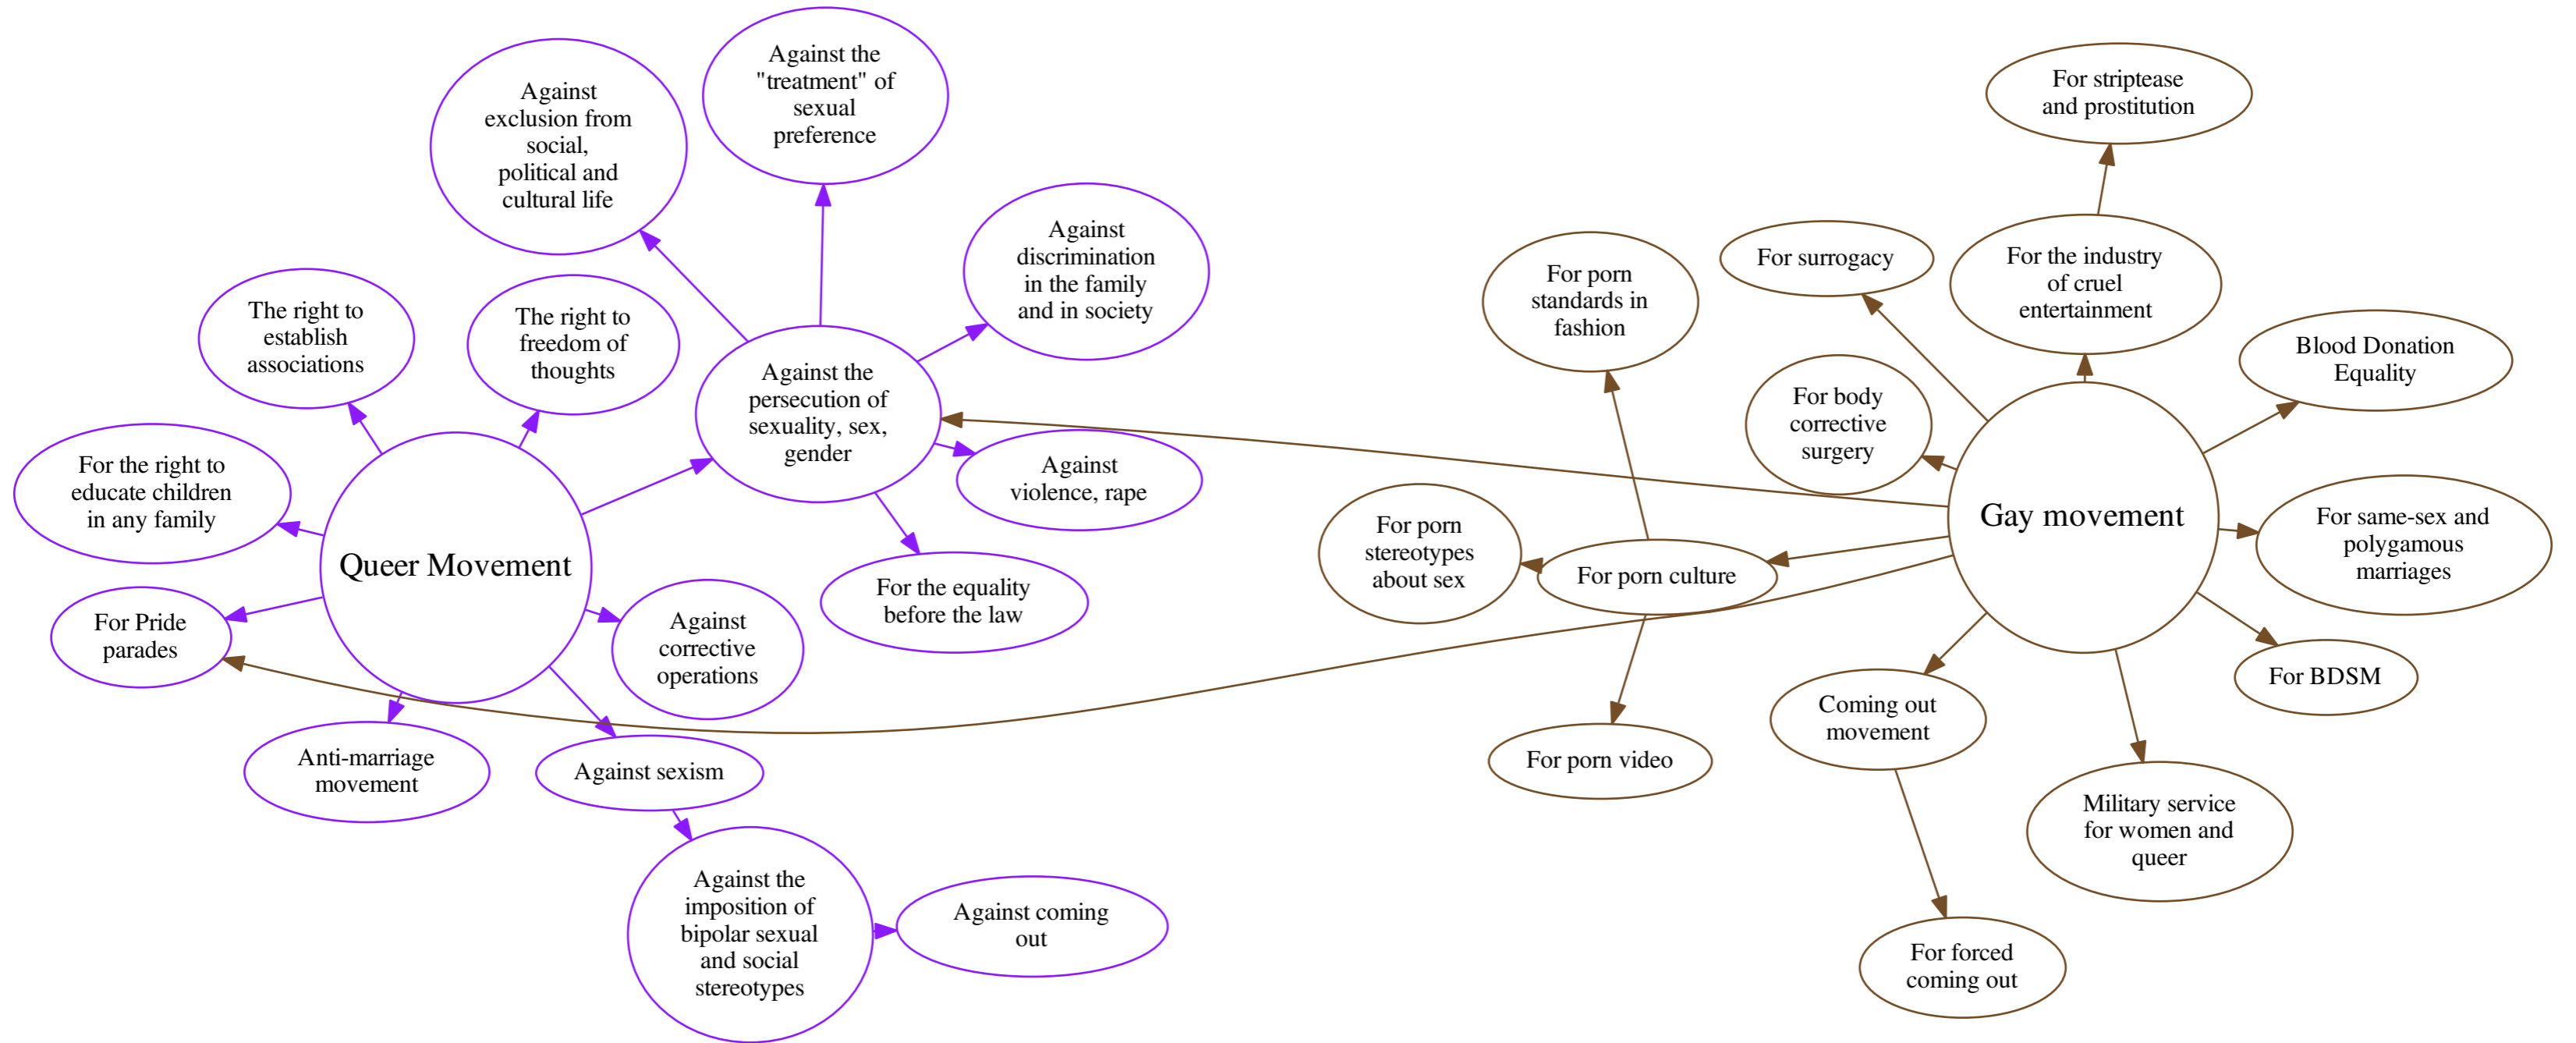 Against the
"treatment" of
sexual
preference
Against
exclusion from
social,
political and
cultural life
For striptease
and prostitution
Against
discrimination
in the family
and in society
For porn
standards in
fashion
For surrogacy
For the industry
of cruel
entertainment
The right to
establish
associations
The right to
freedom of
thoughts
Against the
persecution of
sexuality, sex,
gender
For body
corrective
surgery
Blood Donation
Equality
For the right to
educate children
in any family
Against
violence, rape
Queer Movement
For the equality
before the law
For porn
stereotypes
about sex
For porn culture
Gay movement
For same-sex and
polygamous
marriages
For Pride
parades
Against
corrective
operations
For BDSM
Anti-marriage
movement
Against sexism
For porn video
Coming out
movement
Military service
for women and
queer
Against the
imposition of
bipolar sexual
and social
stereotypes
Against coming
out
For forced
coming out